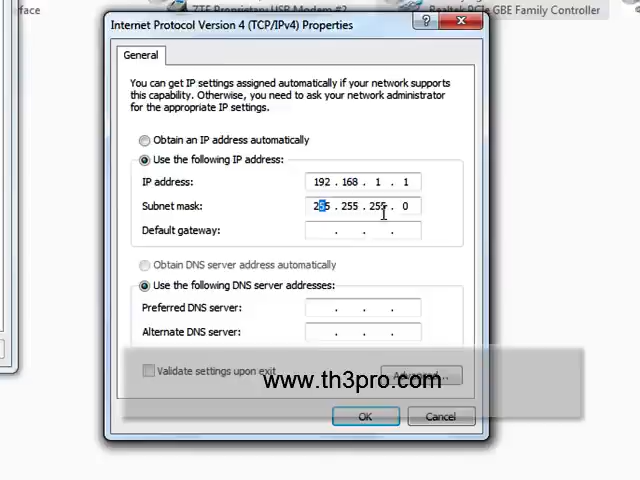 rface
ZTE Proprietary USB Modem #2
Realtek PCIe GBE Family Controller
Internet Protocol Version 4 (TCP/IPv4) Properties
General
You can get IP settings assigned automatically if your network supports
this capability. Otherwise, you need to ask your network administrator
for the appropriate IP settings.
Obtain an IP address automatically
Use the following IP address:
IP address: 192 . 168 . 1 . 1
Subnet mask: 255 . 255 . 255 . 0
Default gateway: . . .
Obtain DNS server address automatically
Use the following DNS server addresses:
Preferred DNS server: . . .
Alternate DNS server: . . .
Validate settings upon exit
Advanced...
www.th3pro.com
OK
Cancel